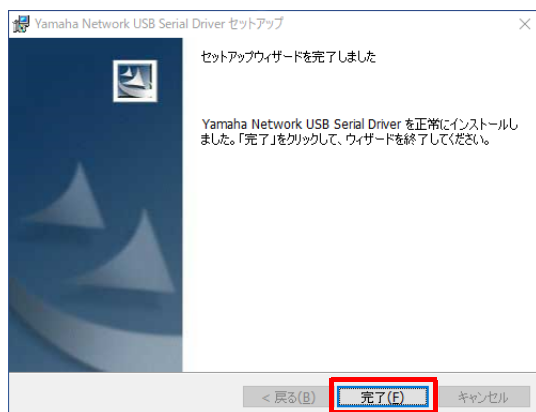 Yamaha Network USB Serial Driver セットアップ
セットアップウィザードを完了しました
Yamaha Network USB Serial Driver を正常にインストールし
ました。「完了」をクリックして、ウィザードを終了してください。
< 戻る(B)
完了(F)
キャンセル